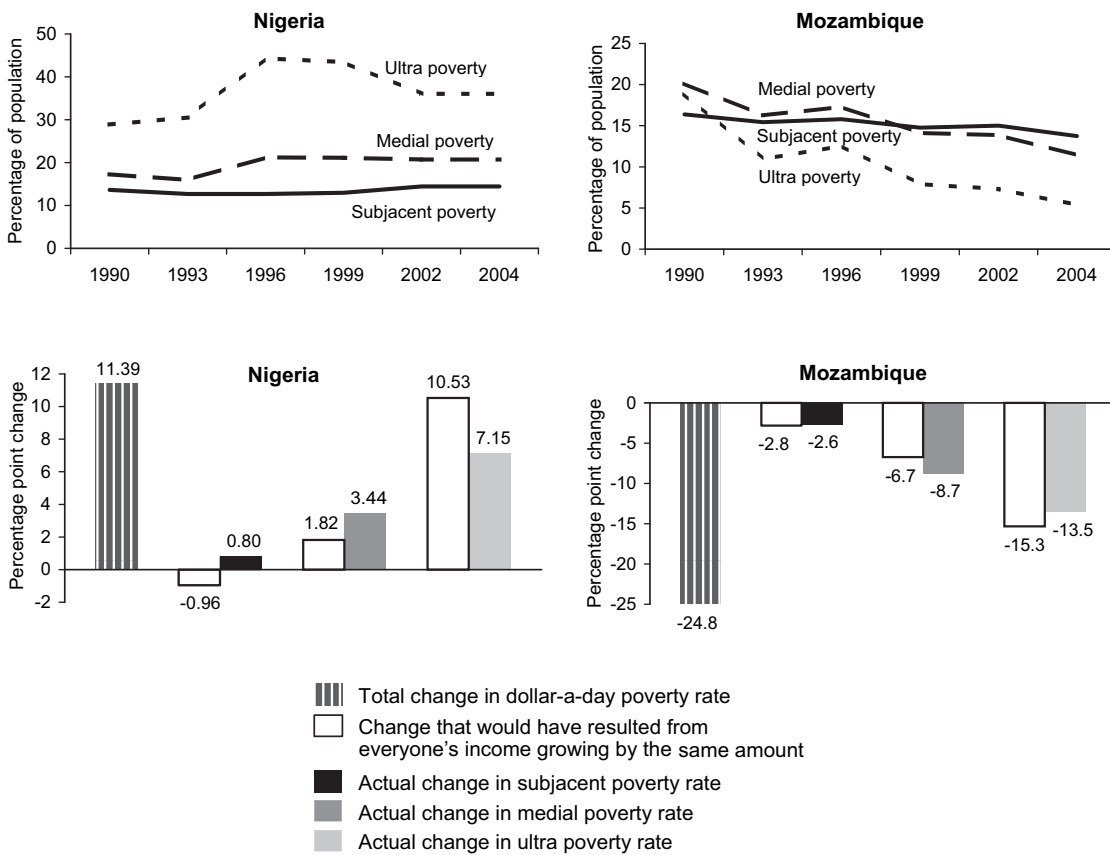 Nigeria
Percentage of population
50
40
30
20
10
0
Ultra poverty
Medial poverty
Subjacent poverty
1990 1993 1996 1999 2002 2004
Mozambique
Percentage of population
25
20
15
10
5
0
Medial poverty
Subjacent poverty
Ultra poverty
1990 1993 1996 1999 2002 2004
Nigeria
Percentage point change
12
10
8
6
4
2
0
-2
11.39
-0.96
0.80
1.82
3.44
10.53
7.15
Mozambique
Percentage point change
-0
-5
-10
-15
-20
-25
-24.8
-2.8
-2.6
-6.7
-8.7
-15.3
-13.5
Total change in dollar-a-day poverty rate
Change that would have resulted from
everyone's income growing by the same amount
Actual change in subjacent poverty rate
Actual change in medial poverty rate
Actual change in ultra poverty rate